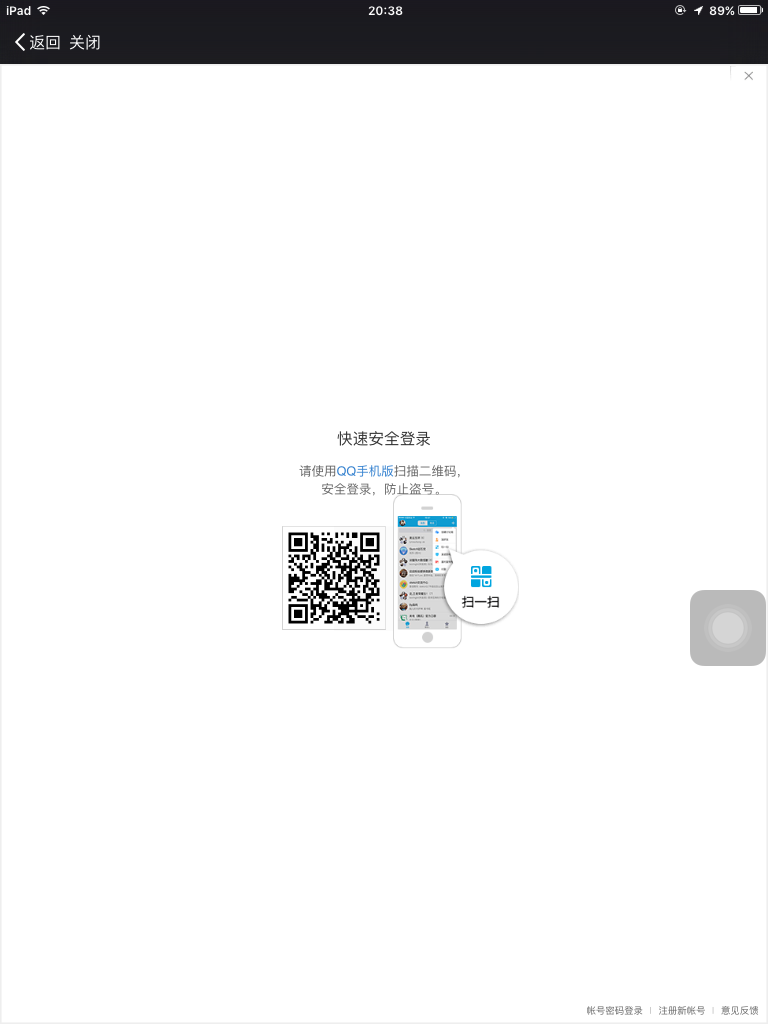 iPad 20:38 89%
返回 关闭
快速安全登录
请使用QQ手机版扫描二维码，
安全登录，防止盗号。
扫一扫
帐号密码登录 | 注册新帐号 | 意见反馈